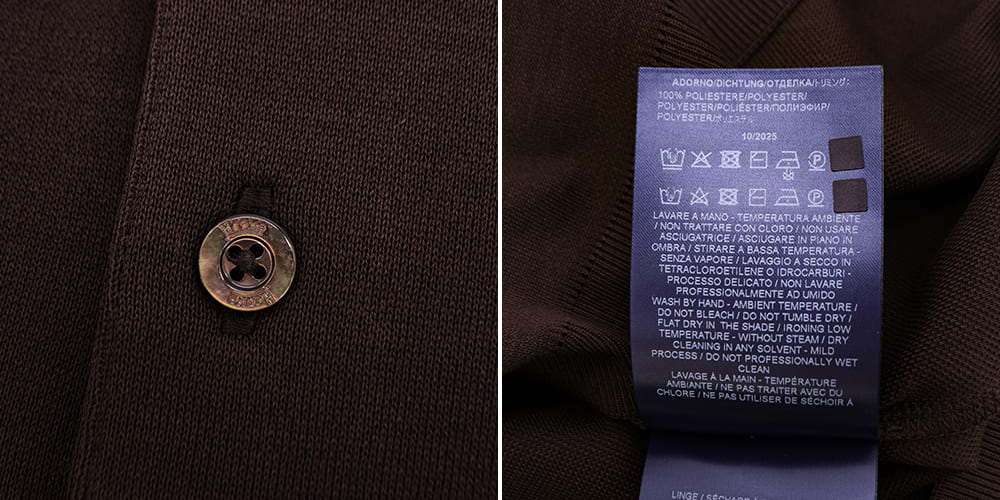 ADORNO/DICHTUNG/ОТДЕЛКА/トリミング:
100% POLIESTERE/POLYESTER/
POLYESTER/POLIÉSTER/ПОЛИЭФИР/
POLYESTER/ポリエステル
10/2025
LAVARE A MANO - TEMPERATURA AMBIENTE
/ NON TRATTARE CON CLORO / NON USARE
ASCIUGATRICE / ASCIUGARE IN PIANO IN
OMBRA / STIRARE A BASSA TEMPERATURA -
SENZA VAPORE / LAVAGGIO A SECCO IN
TETRACLOROETILENE O IDROCARBURI -
PROCESSO DELICATO / NON LAVARE
PROFESSIONALMENTE AD UMIDO
WASH BY HAND - AMBIENT TEMPERATURE /
DO NOT BLEACH / DO NOT TUMBLE DRY /
FLAT DRY IN THE SHADE / IRONING LOW
TEMPERATURE - WITHOUT STEAM / DRY
CLEANING IN ANY SOLVENT - MILD
PROCESS / DO NOT PROFESSIONALLY WET
CLEAN
LAVAGE À LA MAIN - TEMPÉRATURE
AMBIANTE / NE PAS TRAITER AVEC DU
CHLORE / NE PAS UTILISER DE SÉCHOIR À
LINGE / SÉCHAGE À